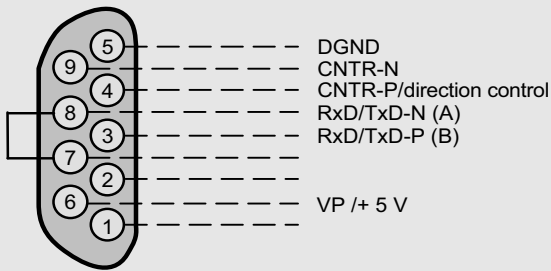 5 DGND
9 CNTR-N
4 CNTR-P/direction control
8 RxD/TxD-N (A)
3 RxD/TxD-P (B)
7
2
6 VP /+ 5 V
1